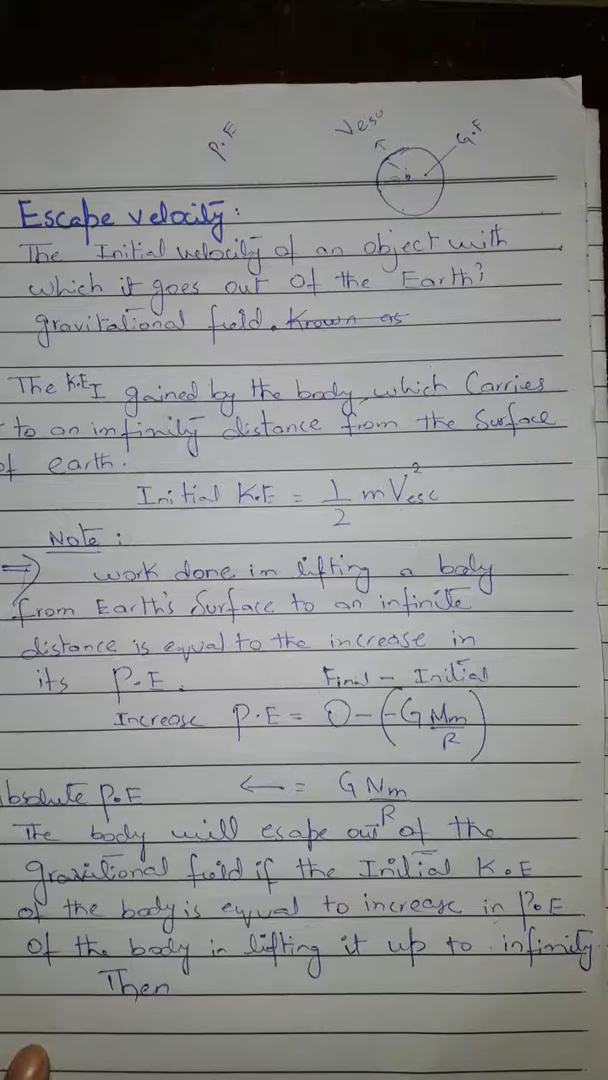 P.E
Vesc
G.F
Escape velocity:
The Initial velocity of an object with
which it goes out of the Earth's
gravitational field. Known as
The K.E I gained by the body, which Carries
to an infinity distance from the Surface
of earth.
Initial K.E = 1/2 mVesc²
Note:
⇒ work done in lifting a body
from Earth's Surface to an infinite
distance is equal to the increase in
its P.E. Final - Initial
Increase P.E = 0 - (-G Mm/R)
bsolute P.E ← = G Mm/R
The body will escape out of the
gravitional field if the Initial K.E
of the body is equal to increase in P.E
of the body in lifting it up to infinity.
Then